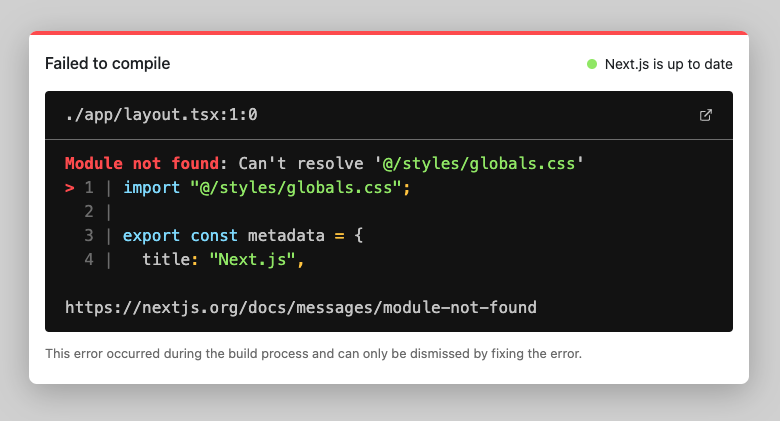 Failed to compile
Next.js is up to date
./app/layout.tsx:1:0
Module not found: Can't resolve '@/styles/globals.css'
> 1 | import "@/styles/globals.css";
  2 |
  3 | export const metadata = {
  4 |   title: "Next.js",
https://nextjs.org/docs/messages/module-not-found
This error occurred during the build process and can only be dismissed by fixing the error.